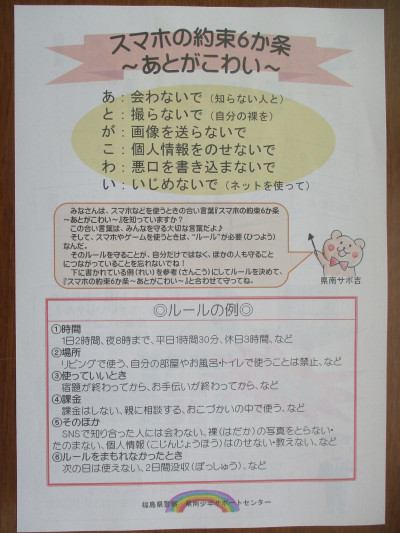 スマホの約束6か条
～あとがこわい～
あ：会わないで（知らない人と）
と：撮らないで（自分の裸を）
が：画像を送らないで
こ：個人情報をのせないで
わ：悪口を書き込まないで
い：いじめないで（ネットを使って）
みなさんは、スマホなどを使うときの合い言葉『スマホの約束6か条
～あとがこわい～』を知っていますか？
この合い言葉は、みんなを守る大切な言葉だよ♪
そして、スマホやゲームを使うときは、“ルール”が必要（ひつよう）
なんだ。
そのルールを守ることが、自分だけではなく、ほかの人も守ること
につながっていることを忘れないでね！
下に書かれている例（れい）を参考（さんこう）にしてルールを決めて、
『スマホの約束6か条～あとがこわい～』と合わせて守ってね。
県南サポ吉
◎ルールの例◎
①時間
1日2時間、夜8時まで、平日1時間30分、休日3時間、など
②場所
リビングで使う、自分の部屋やお風呂・トイレで使うことは禁止、など
③使っていいとき
宿題が終わってから、お手伝いが終わってから、など
④課金
課金はしない、親に相談する、おこづかいの中で使う、など
⑤そのほか
SNSで知り合った人には会わない、裸（はだか）の写真をとらない・
たのまない、個人情報（こじんじょうほう）はのせない・教えない、など
⑥ルールをまもれなかったとき
次の日は使えない、2日間没収（ぼっしゅう）、など
福島県警察　県南少年サポートセンター